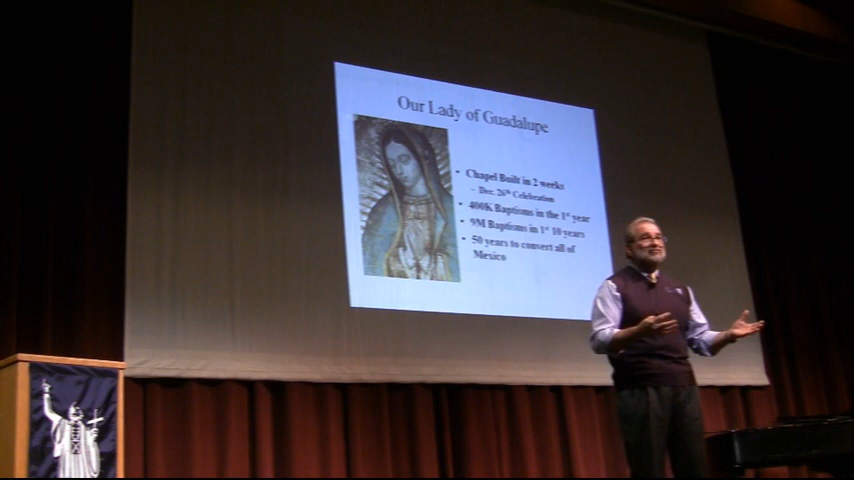 Our Lady of Guadalupe
• Chapel Built in 2 weeks
– Dec. 26th Celebration
• 400K Baptisms in the 1st year
• 9M Baptisms in 1st 10 years
• 50 years to convert all of
Mexico